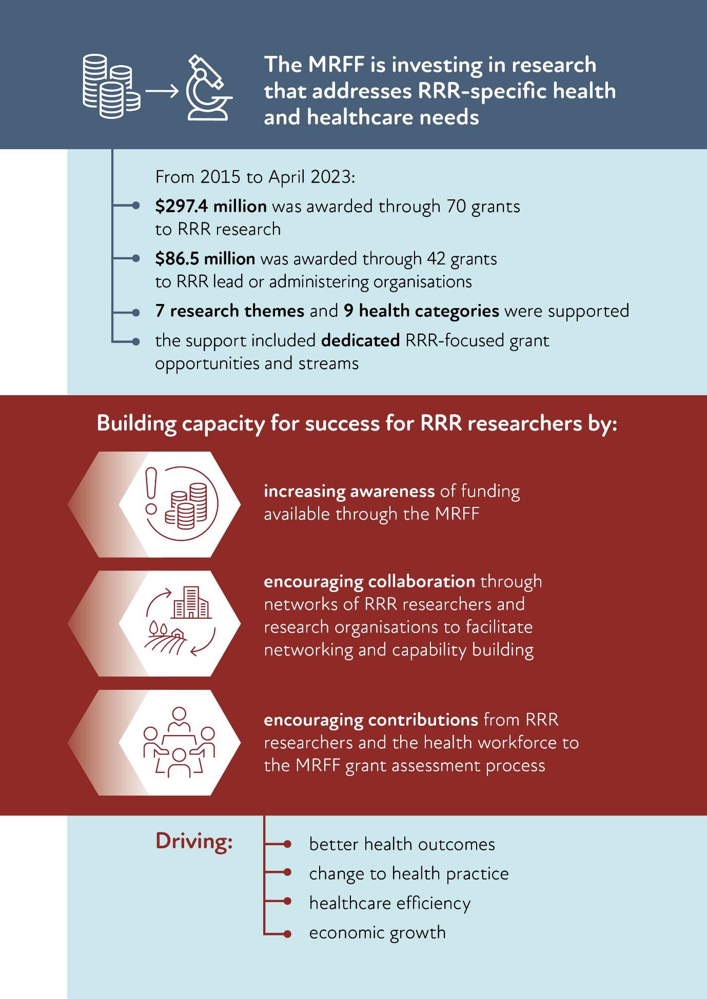 The MRFF is investing in research
that addresses RRR-specific health
and healthcare needs
From 2015 to April 2023:
$297.4 million was awarded through 70 grants
to RRR research
$86.5 million was awarded through 42 grants
to RRR lead or administering organisations
7 research themes and 9 health categories were supported
the support included dedicated RRR-focused grant
opportunities and streams
Building capacity for success for RRR researchers by:
increasing awareness of funding
available through the MRFF
encouraging collaboration through
networks of RRR researchers and
research organisations to facilitate
networking and capability building
encouraging contributions from RRR
researchers and the health workforce to
the MRFF grant assessment process
Driving:
better health outcomes
change to health practice
healthcare efficiency
economic growth